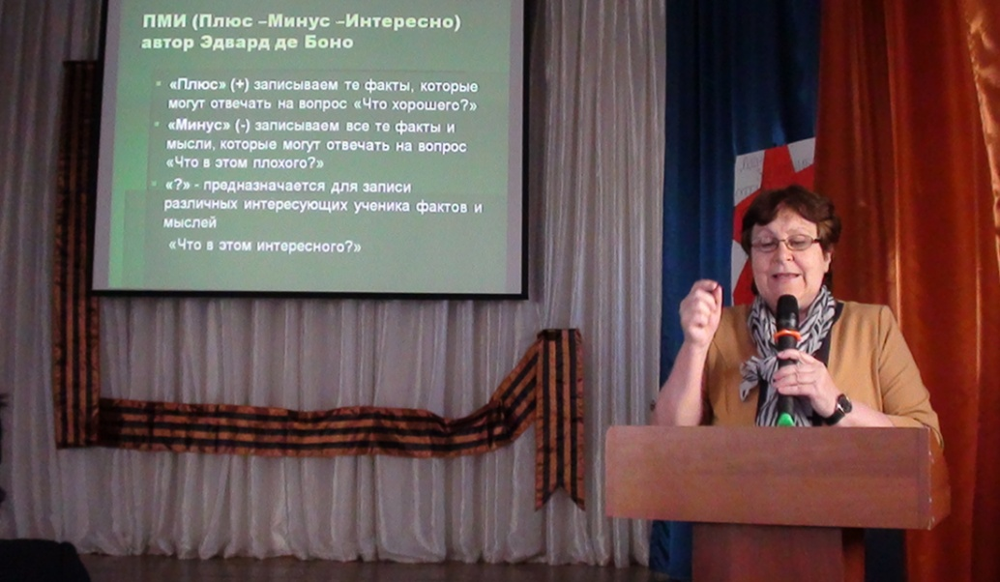 ПМИ (Плюс –Минус –Интересно)
автор Эдвард де Боно
«Плюс» (+) записываем те факты, которые
могут отвечать на вопрос «Что хорошего?»
«Минус» (-) записываем все те факты и
мысли, которые могут отвечать на вопрос
«Что в этом плохого?»
«?» - предназначается для записи
различных интересующих ученика фактов и
мыслей
«Что в этом интересного?»